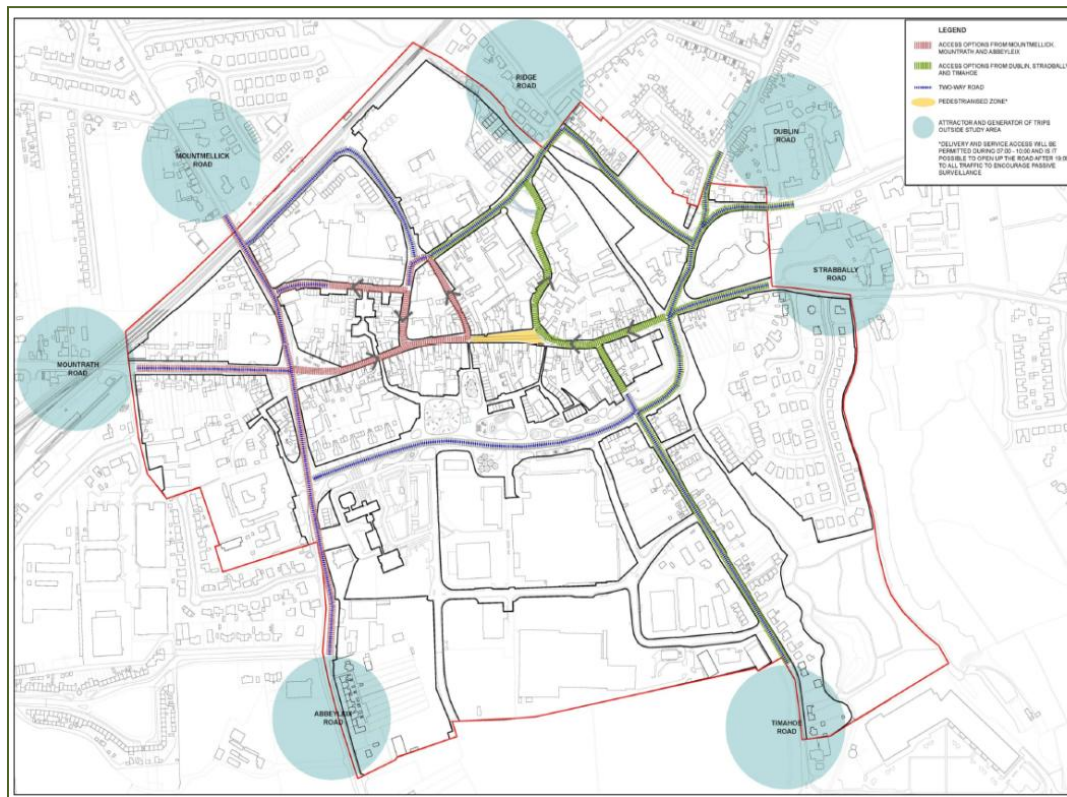 LEGEND
ACCESS OPTIONS FROM MOUNTMELLICK,
MOUNTRATH AND ABBEYLEIX
ACCESS OPTIONS FROM DUBLIN, STRADBALLY
AND TIMAHOE
TWO-WAY ROAD
PEDESTRIANISED ZONE*
ATTRACTOR AND GENERATOR OF TRIPS
OUTSIDE STUDY AREA
*DELIVERY AND SERVICE ACCESS WILL BE
PERMITTED DURING 07:00 - 10:00 AND IS IT
POSSIBLE TO OPEN UP THE ROAD AFTER
TO ALL TRAFFIC TO ENCOURAGE PASSIVE
SURVEILLANCE
RIDGE
ROAD
DUBLIN
ROAD
MOUNTMELLICK
ROAD
STRABBALLY
ROAD
MOUNTRATH
ROAD
ABBEYLEIX
ROAD
TIMAHOE
ROAD